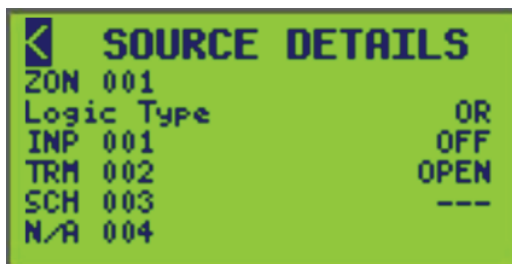 < SOURCE DETAILS
ZON 001
Logic Type OR
INP 001 OFF
TRM 002 OPEN
SCH 003 ---
N/A 004